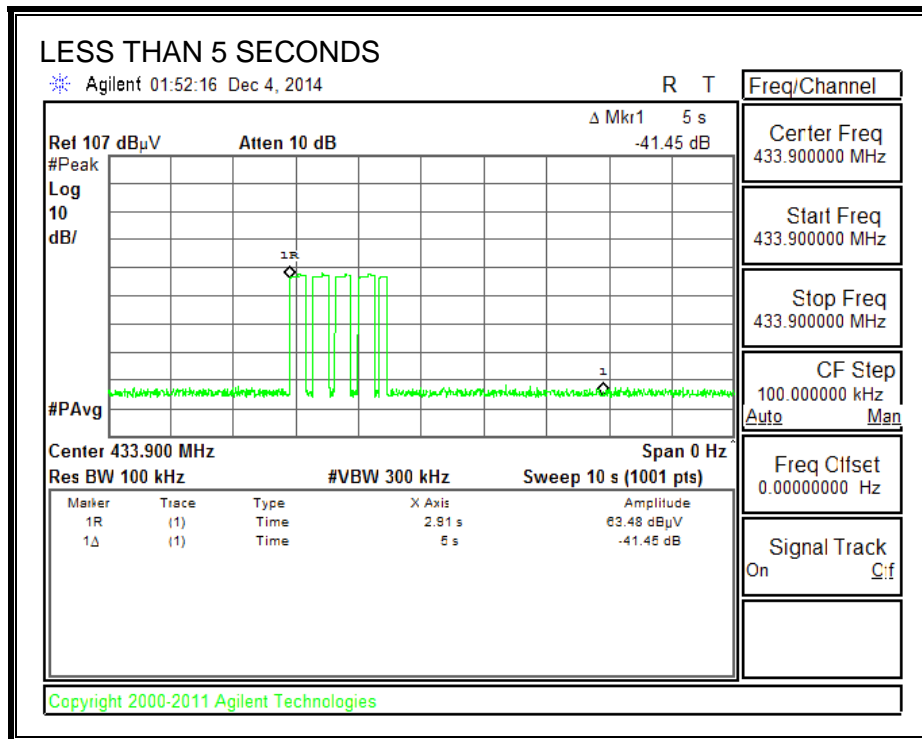 LESS THAN 5 SECONDS
Agilent 01:52:16 Dec 4, 2014 R T
Freq/Channel
Δ Mkr1 5 s
Ref 107 dBµV Atten 10 dB -41.45 dB
#Peak
Log
10
dB/
1R
1
#PAvg
Center 433.900 MHz Span 0 Hz
Res BW 100 kHz #VBW 300 kHz Sweep 10 s (1001 pts)
Marker Trace Type X Axis Amplitude
1R (1) Time 2.91 s 63.48 dBµV
1Δ (1) Time 5 s -41.45 dB
Center Freq
433.900000 MHz
Start Freq
433.900000 MHz
Stop Freq
433.900000 MHz
CF Step
100.000000 kHz
Auto Man
Freq Offset
0.00000000 Hz
Signal Track
On Off
Copyright 2000-2011 Agilent Technologies